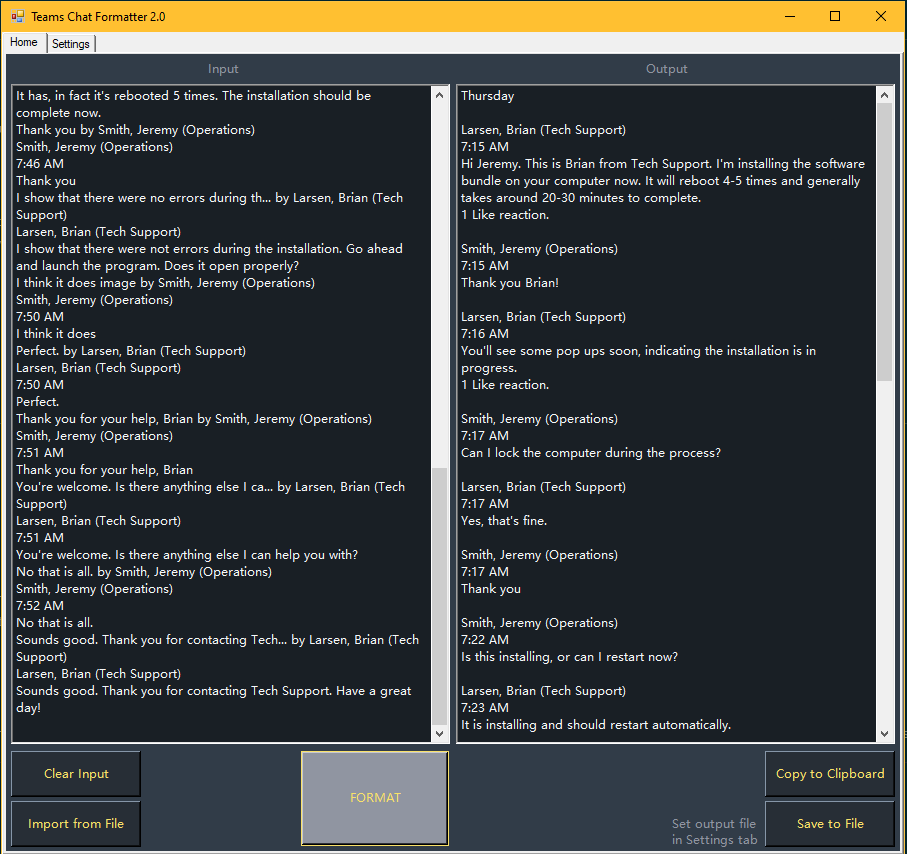 Teams Chat Formatter 2.0
Home
Settings
Input
It has, in fact it's rebooted 5 times. The installation should be
complete now.
Thank you by Smith, Jeremy (Operations)
Smith, Jeremy (Operations)
7:46 AM
Thank you
I show that there were no errors during th... by Larsen, Brian (Tech
Support)
Larsen, Brian (Tech Support)
I show that there were not errors during the installation. Go ahead
and launch the program. Does it open properly?
I think it does image by Smith, Jeremy (Operations)
Smith, Jeremy (Operations)
7:50 AM
I think it does
Perfect. by Larsen, Brian (Tech Support)
Larsen, Brian (Tech Support)
7:50 AM
Perfect.
Thank you for your help, Brian by Smith, Jeremy (Operations)
Smith, Jeremy (Operations)
7:51 AM
Thank you for your help, Brian
You're welcome. Is there anything else I ca... by Larsen, Brian (Tech
Support)
Larsen, Brian (Tech Support)
7:51 AM
You're welcome. Is there anything else I can help you with?
No that is all. by Smith, Jeremy (Operations)
Smith, Jeremy (Operations)
7:52 AM
No that is all.
Sounds good. Thank you for contacting Tech... by Larsen, Brian (Tech
Support)
Larsen, Brian (Tech Support)
Sounds good. Thank you for contacting Tech Support. Have a great
day!
Output
Thursday
Larsen, Brian (Tech Support)
7:15 AM
Hi Jeremy. This is Brian from Tech Support. I'm installing the software
bundle on your computer now. It will reboot 4-5 times and generally
takes around 20-30 minutes to complete.
1 Like reaction.
Smith, Jeremy (Operations)
7:15 AM
Thank you Brian!
Larsen, Brian (Tech Support)
7:16 AM
You'll see some pop ups soon, indicating the installation is in
progress.
1 Like reaction.
Smith, Jeremy (Operations)
7:17 AM
Can I lock the computer during the process?
Larsen, Brian (Tech Support)
7:17 AM
Yes, that's fine.
Smith, Jeremy (Operations)
7:17 AM
Thank you
Smith, Jeremy (Operations)
7:22 AM
Is this installing, or can I restart now?
Larsen, Brian (Tech Support)
7:23 AM
It is installing and should restart automatically.
Clear Input
Import from File
FORMAT
Set output file
in Settings tab
Copy to Clipboard
Save to File